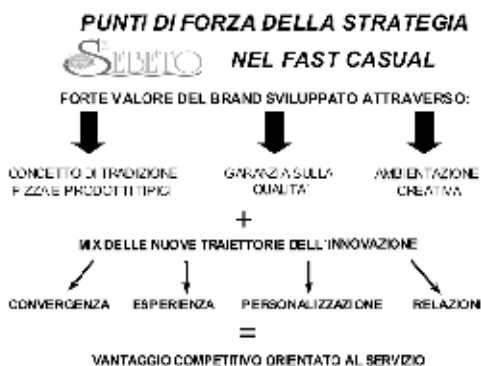 PUNTI DI FORZA DELLA STRATEGIA
SEBETO NEL FAST CASUAL
FORTE VALORE DEL BRAND SVILUPPATO ATTRAVERSO:
CONCETTO DI TRADIZIONE GARANZIA SULLA AMBIENTAZIONE
PIZZA E PRODOTTI TIPICI QUALITA' CREATIVA
+
MIX DELLE NUOVE TRAIETTORIE DELL'INNOVAZIONE
CONVERGENZA ESPERIENZA PERSONALIZZAZIONE RELAZIONI
=
VANTAGGIO COMPETITIVO ORIENTATO AL SERVIZIO